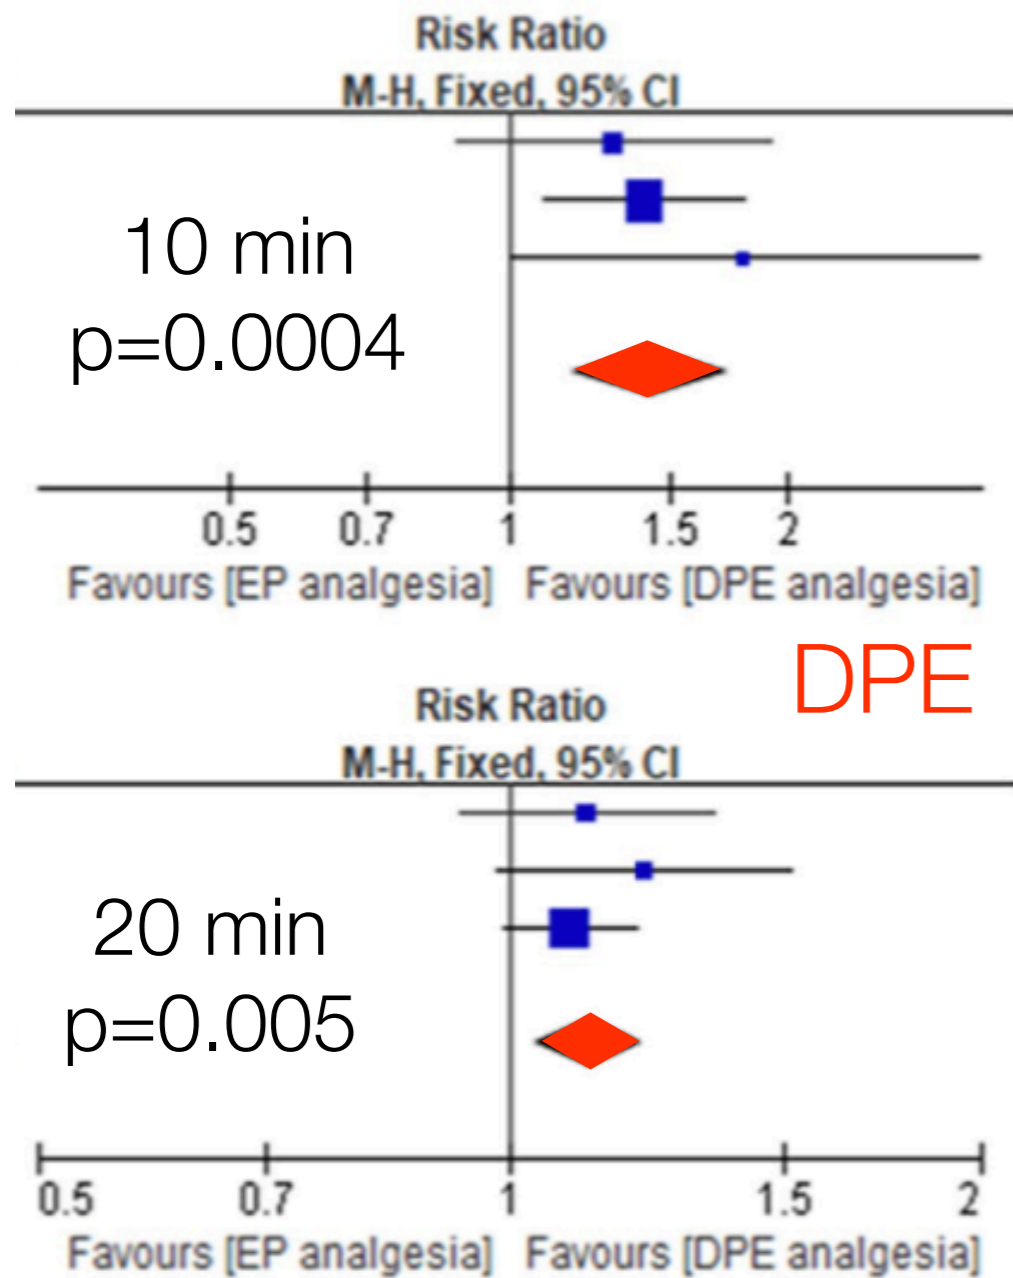 Risk Ratio
M-H, Fixed, 95% CI
10 min
p=0.0004
0.5 0.7 1 1.5 2
Favours [EP analgesia] Favours [DPE analgesia]
DPE
Risk Ratio
M-H, Fixed, 95% CI
20 min
p=0.005
0.5 0.7 1 1.5 2
Favours [EP analgesia] Favours [DPE analgesia]